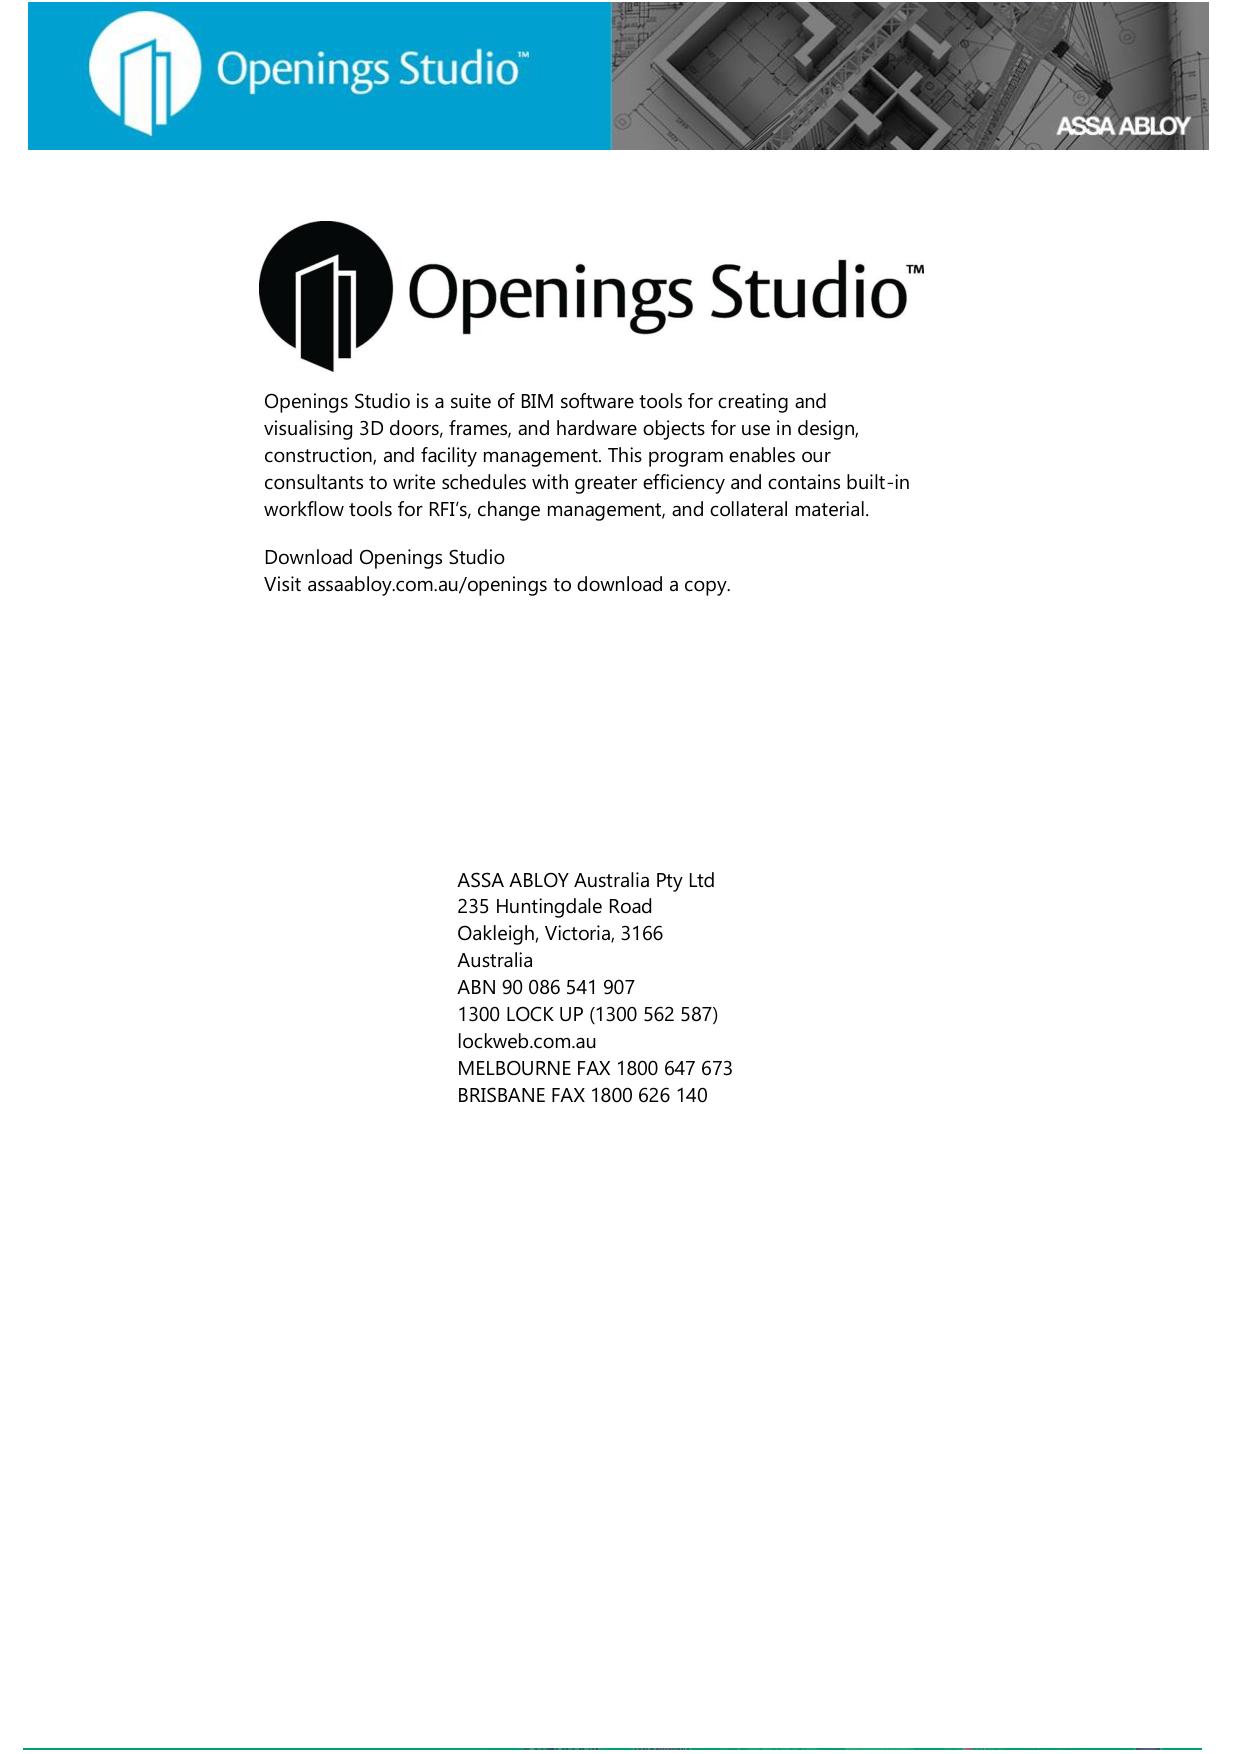 Openings Studio™
ASSA ABLOY
Openings Studio™
Openings Studio is a suite of BIM software tools for creating and
visualising 3D doors, frames, and hardware objects for use in design,
construction, and facility management. This program enables our
consultants to write schedules with greater efficiency and contains built-in
workflow tools for RFI’s, change management, and collateral material.
Download Openings Studio
Visit assaabloy.com.au/openings to download a copy.
ASSA ABLOY Australia Pty Ltd
235 Huntingdale Road
Oakleigh, Victoria, 3166
Australia
ABN 90 086 541 907
1300 LOCK UP (1300 562 587)
lockweb.com.au
MELBOURNE FAX 1800 647 673
BRISBANE FAX 1800 626 140